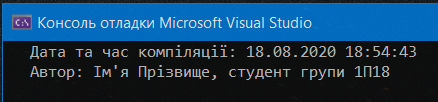 Консоль отладки Microsoft Visual Studio
Дата та час компіляції: 18.08.2020 18:54:43
Автор: Ім'я Прізвище, студент групи 1П18